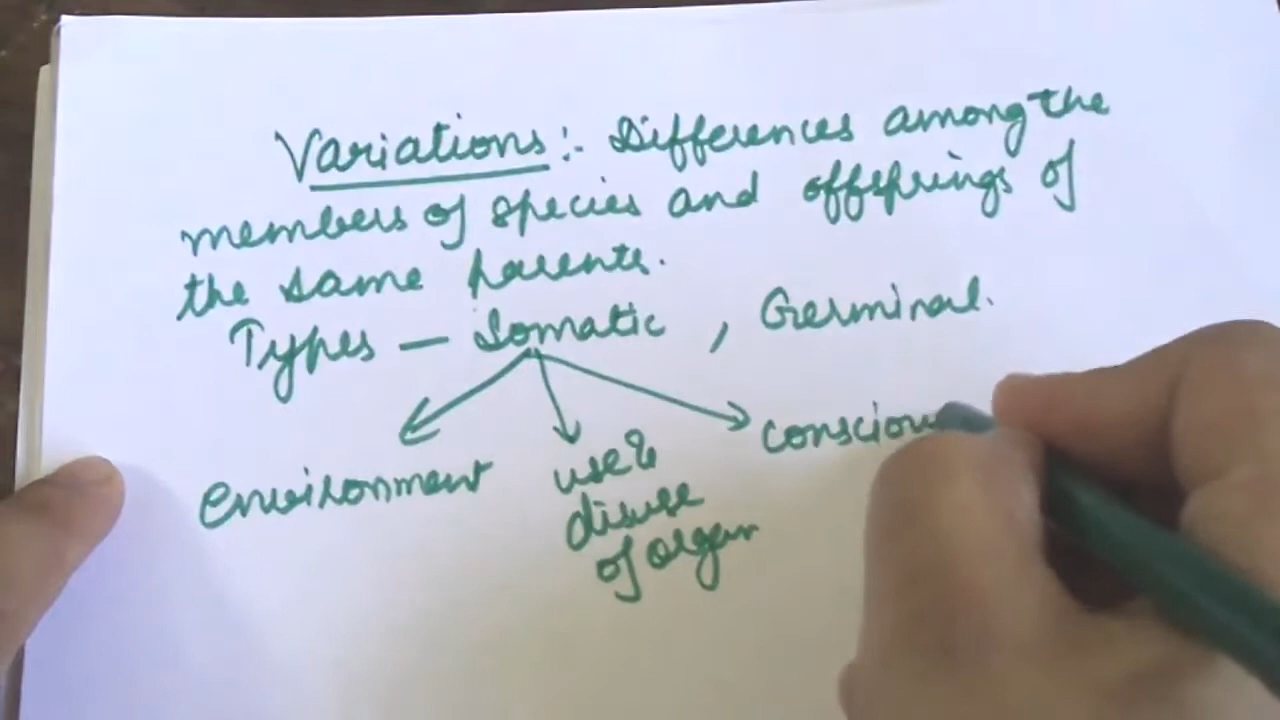 Variations:- Differences among the
members of species and offsprings of
the same parents.
Types — Somatic , Germinal.
environment use & consciou
disuse
of organ